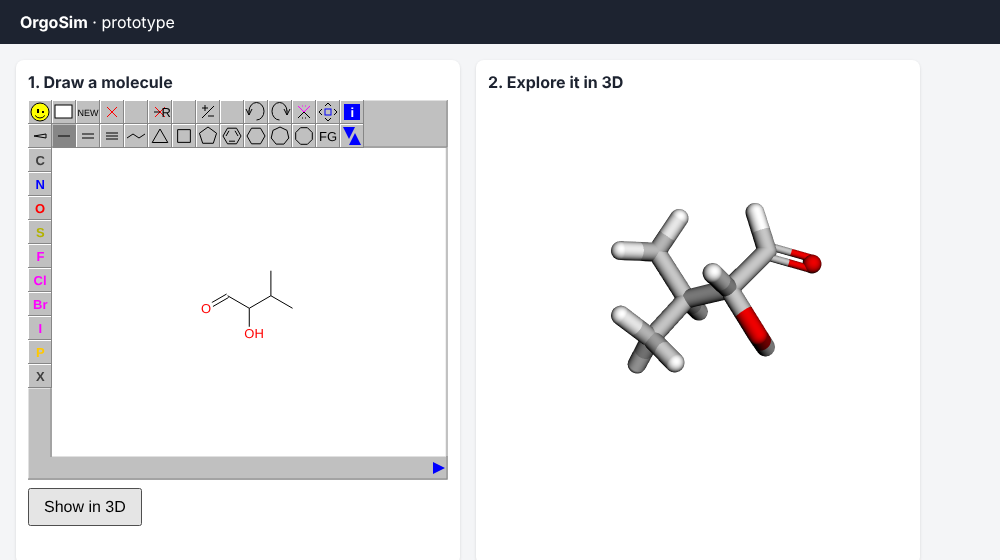 OrgoSim · prototype
1. Draw a molecule
NEW
R
+/-
i
FG
C
N
O
S
F
Cl
Br
I
P
X
O
OH
Show in 3D
2. Explore it in 3D